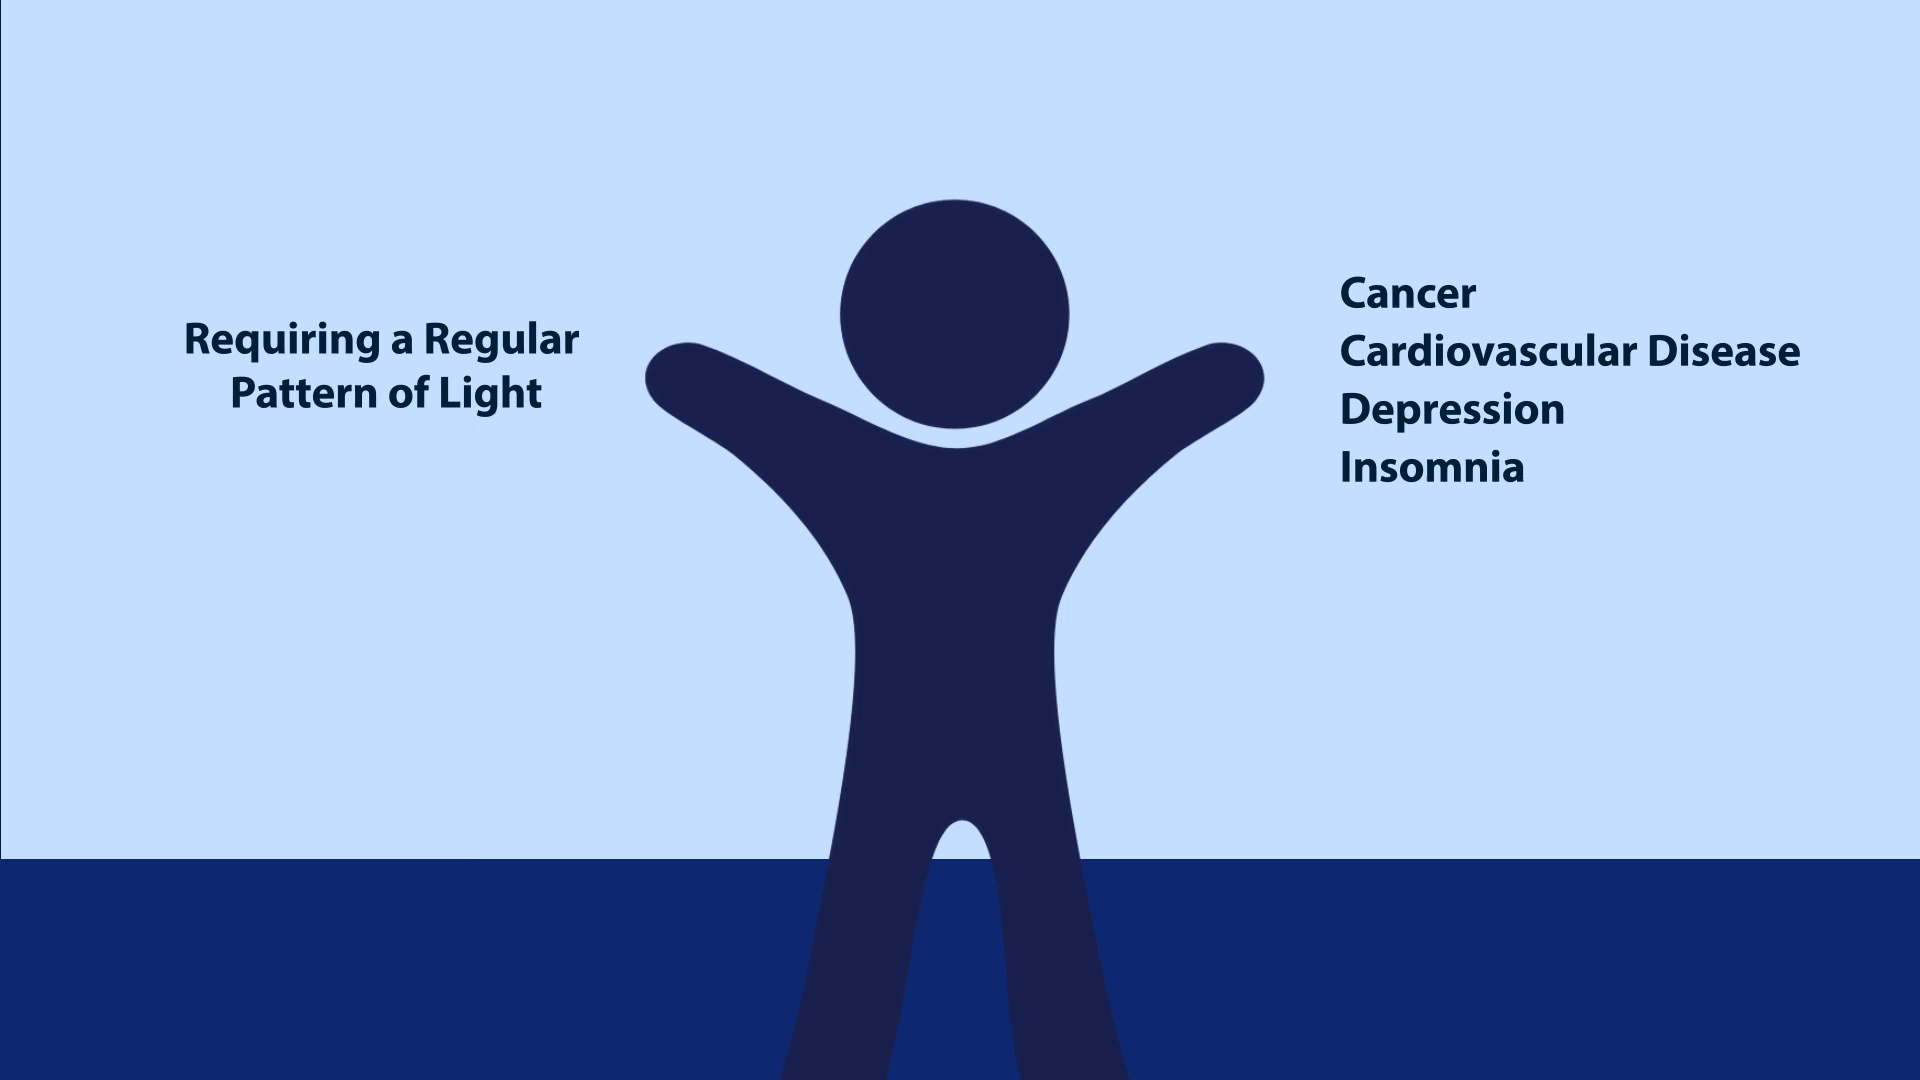 Requiring a Regular
Pattern of Light
Cancer
Cardiovascular Disease
Depression
Insomnia